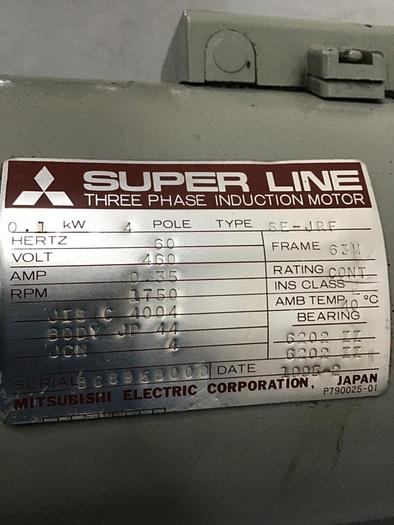 SUPER LINE
THREE PHASE INDUCTION MOTOR
0.1 kW 4 POLE TYPE SF-JRF
HERTZ 60 FRAME 63M
VOLT 460
AMP 0.35 RATING CONT
RPM 1750 INS CLASS
JIS C 4004 AMB TEMP 40 °C
BODY JP 44 BEARING
JCN 4 6202 ZZ
6202 ZZ
SERIAL DATE 1995-2
MITSUBISHI ELECTRIC CORPORATION, JAPAN
P790025-01